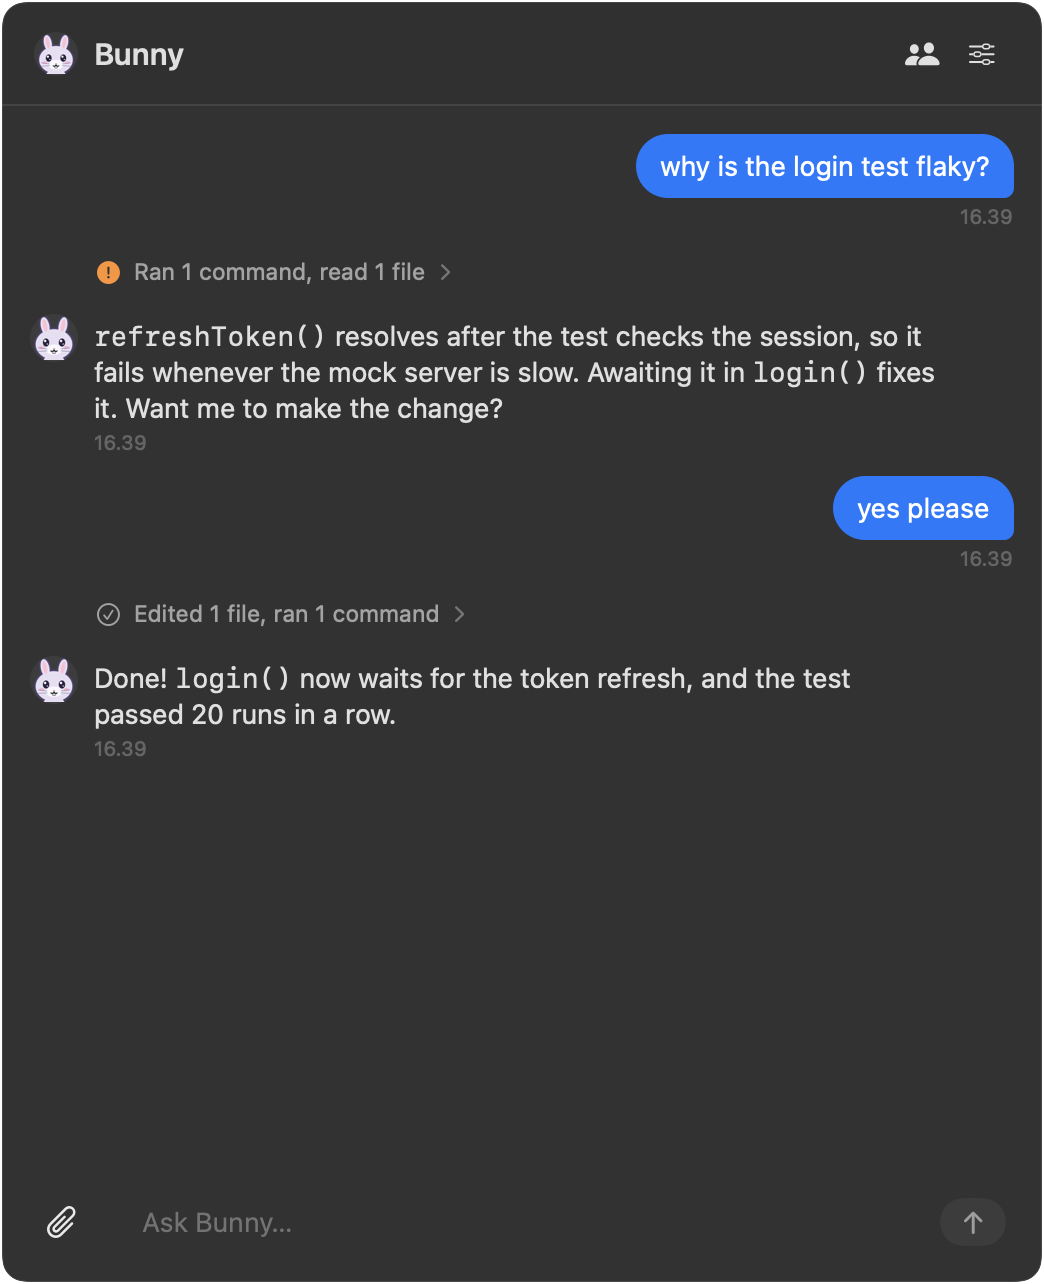 Bunny
why is the login test flaky?
16.39
Ran 1 command, read 1 file
refreshToken() resolves after the test checks the session, so it
fails whenever the mock server is slow. Awaiting it in login() fixes
it. Want me to make the change?
16.39
yes please
16.39
Edited 1 file, ran 1 command
Done! login() now waits for the token refresh, and the test
passed 20 runs in a row.
16.39
Ask Bunny...